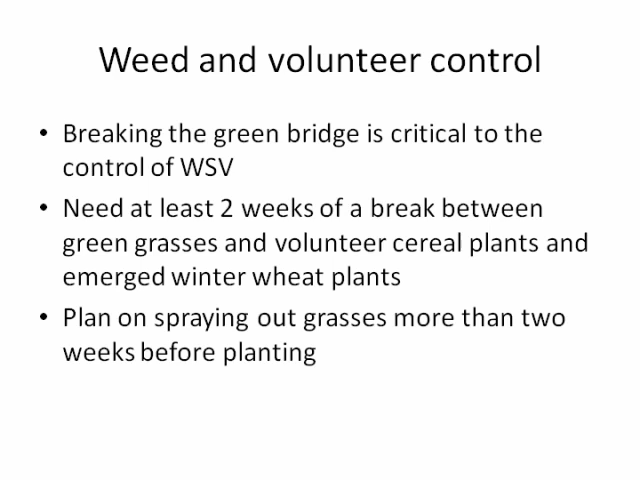 Weed and volunteer control
• Breaking the green bridge is critical to the
control of WSV
• Need at least 2 weeks of a break between
green grasses and volunteer cereal plants and
emerged winter wheat plants
• Plan on spraying out grasses more than two
weeks before planting